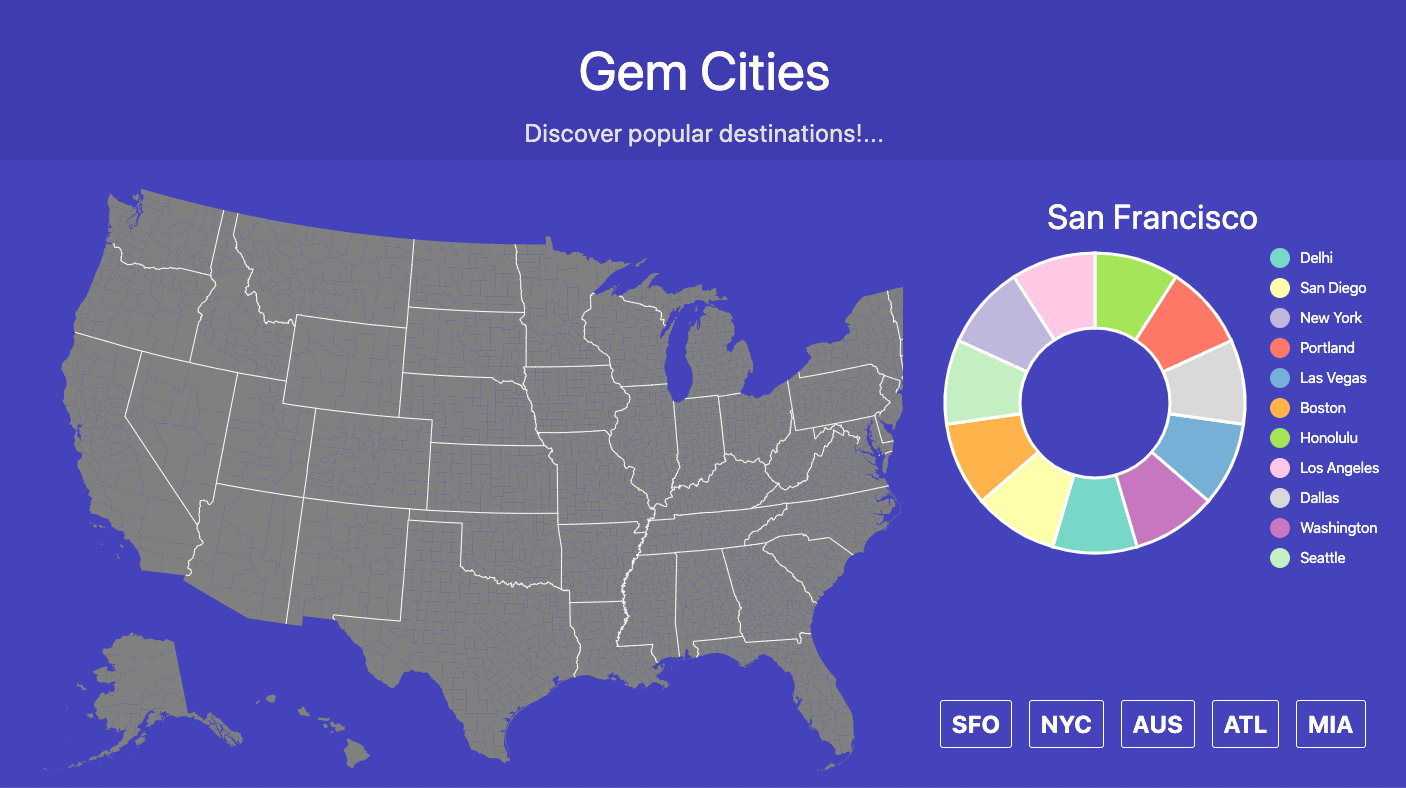 Gem Cities
Discover popular destinations!...
San Francisco
Delhi
San Diego
New York
Portland
Las Vegas
Boston
Honolulu
Los Angeles
Dallas
Washington
Seattle
SFO NYC AUS ATL MIA